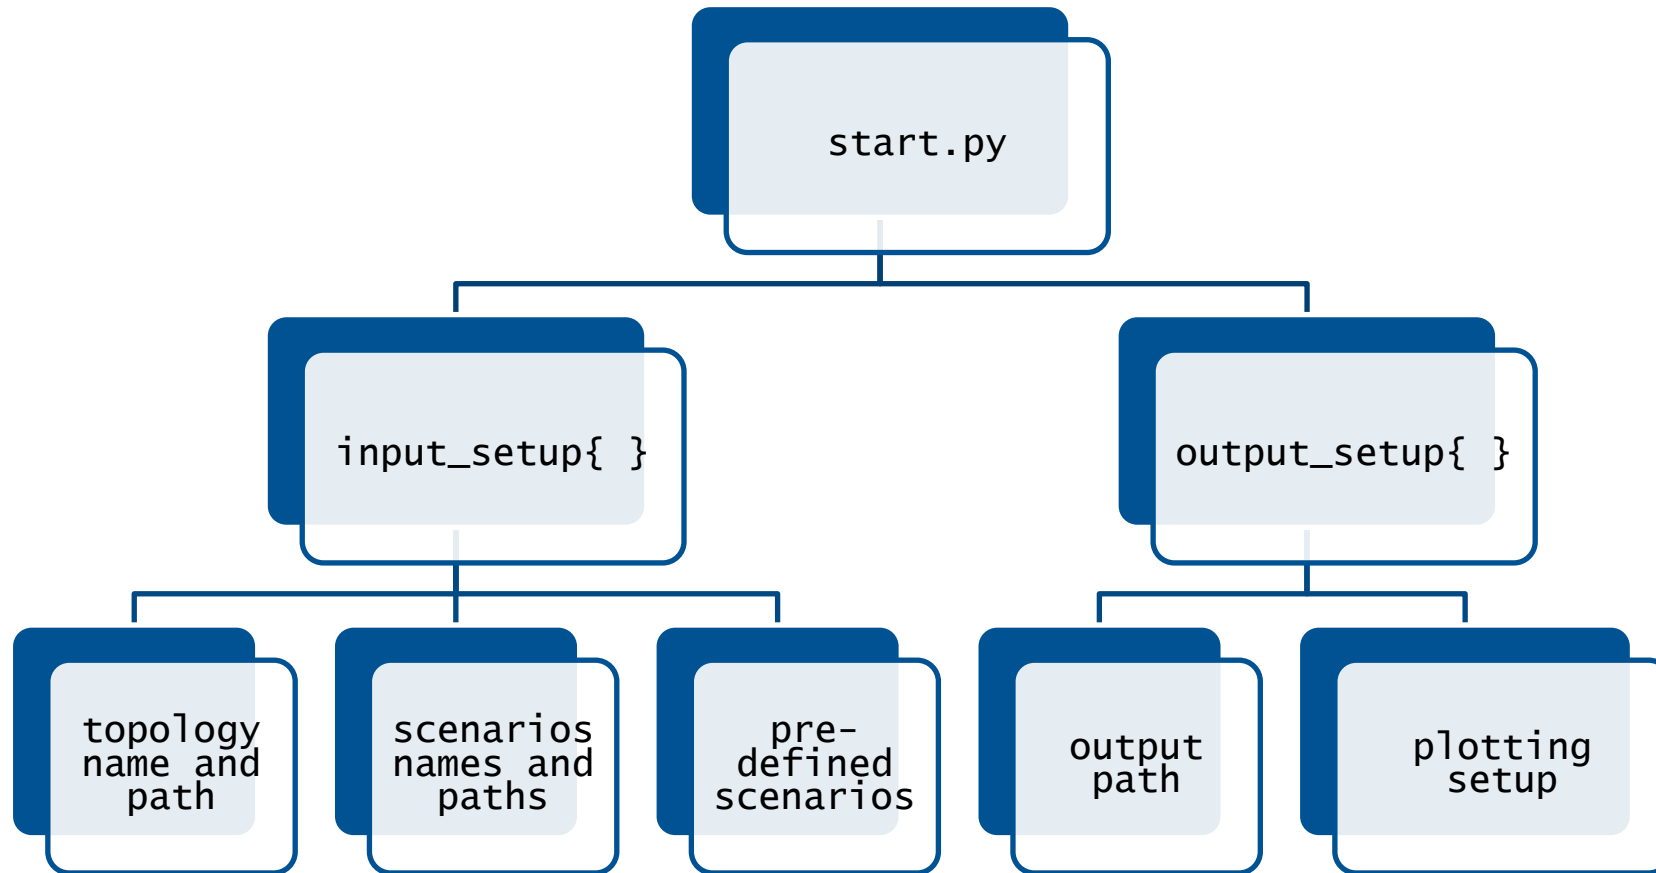 start.py
input_setup{ }
output_setup{ }
topology
name and
path
scenarios
names and
paths
pre-
defined
scenarios
output
path
plotting
setup